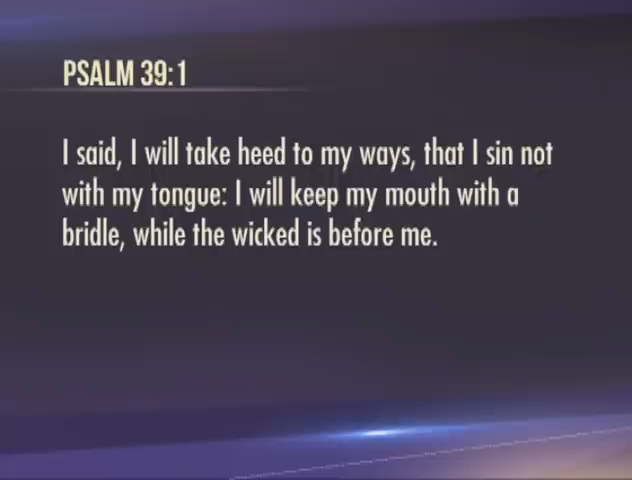 PSALM 39:1
I said, I will take heed to my ways, that I sin not
with my tongue: I will keep my mouth with a
bridle, while the wicked is before me.